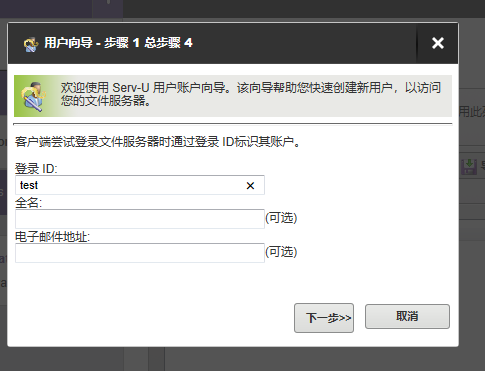 用户向导 - 步骤 1 总步骤 4
欢迎使用 Serv-U 用户账户向导。该向导帮助您快速创建新用户，以访问
您的文件服务器。
客户端尝试登录文件服务器时通过登录 ID标识其账户。
登录 ID:
test
全名:
(可选)
电子邮件地址:
(可选)
下一步>>
取消
用此